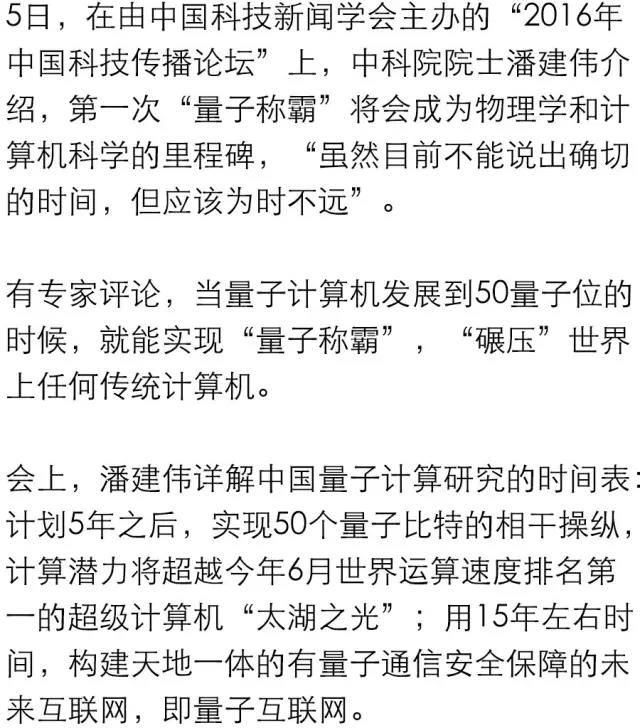 5日，在由中国科技新闻学会主办的“2016年
中国科技传播论坛”上，中科院院士潘建伟介
绍，第一次“量子称霸”将会成为物理学和计
算机科学的里程碑，“虽然目前不能说出确切
的时间，但应该为时不远”。
有专家评论，当量子计算机发展到50量子位的
时候，就能实现“量子称霸”，“碾压”世界
上任何传统计算机。
会上，潘建伟详解中国量子计算研究的时间表：
计划5年之后，实现50个量子比特的相干操纵，
计算潜力将超越今年6月世界运算速度排名第
一的超级计算机“太湖之光”；用15年左右时
间，构建天地一体的有量子通信安全保障的未
来互联网，即量子互联网。